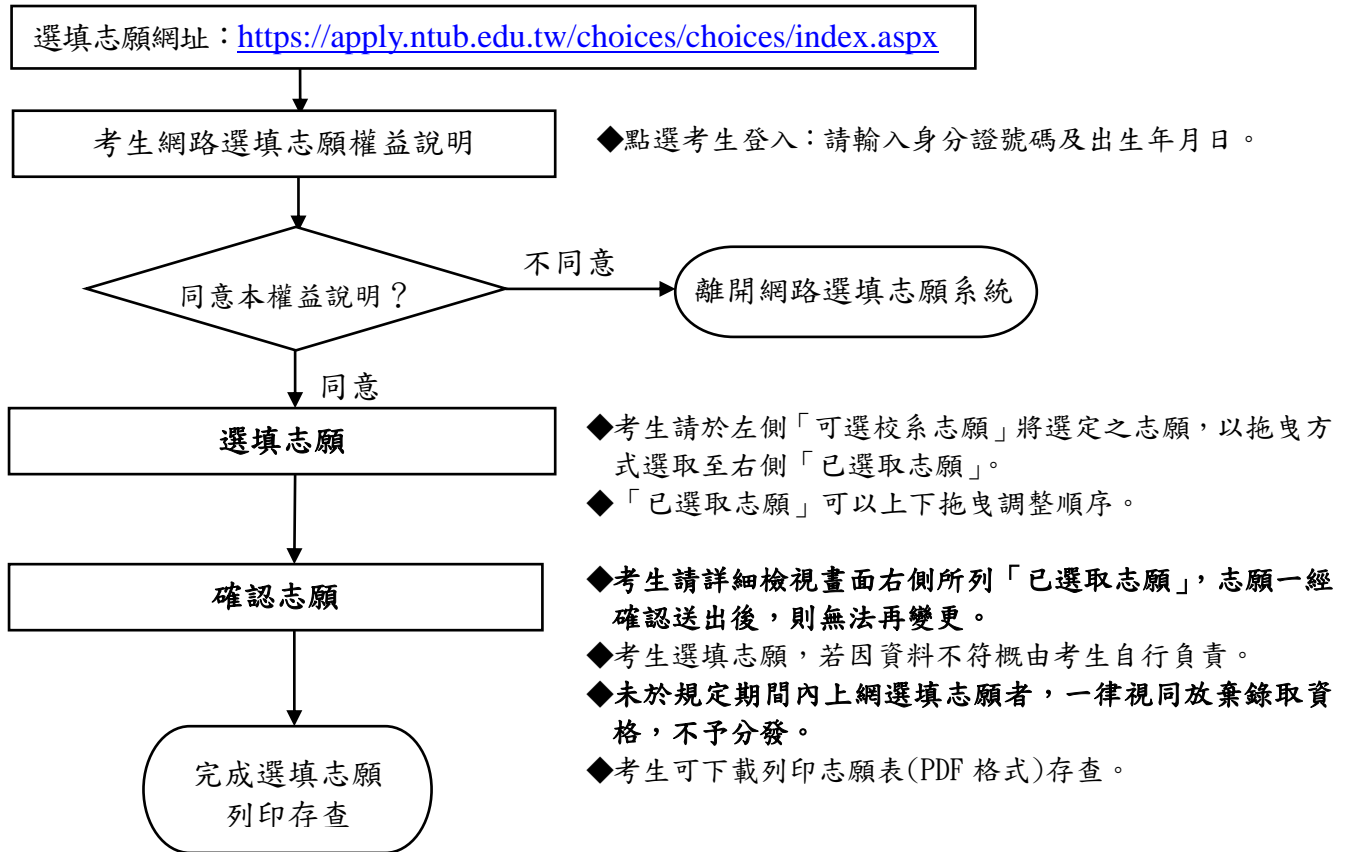 選填志願網址：https://apply.ntub.edu.tw/choices/choices/index.aspx
考生網路選填志願權益說明
◆點選考生登入：請輸入身分證號碼及出生年月日。
同意本權益說明？
不同意
離開網路選填志願系統
同意
選填志願
◆考生請於左側「可選校系志願」將選定之志願，以拖曳方
式選取至右側「已選取志願」。
◆「已選取志願」可以上下拖曳調整順序。
確認志願
◆考生請詳細檢視畫面右側所列「已選取志願」，志願一經
確認送出後，則無法再變更。
◆考生選填志願，若因資料不符概由考生自行負責。
◆未於規定期間內上網選填志願者，一律視同放棄錄取資
格，不予分發。
◆考生可下載列印志願表(PDF 格式)存查。
完成選填志願
列印存查